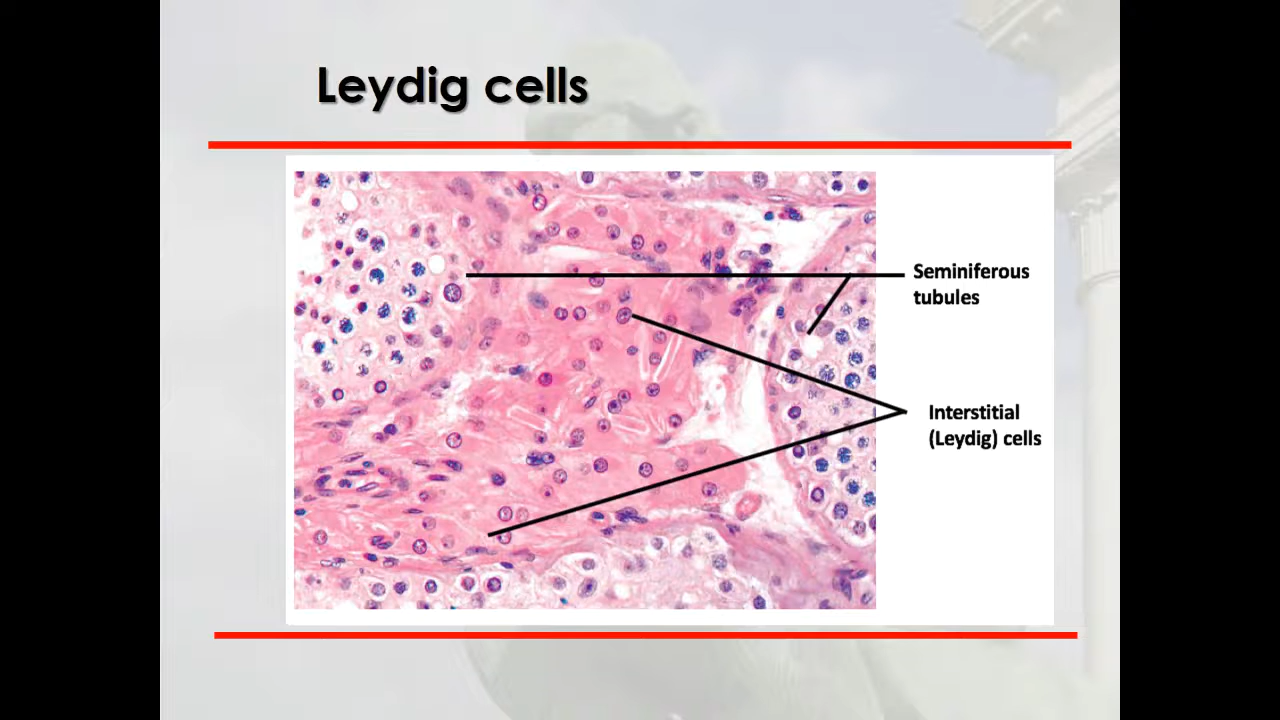 Leydig cells
Seminiferous
tubules
Interstitial
(Leydig) cells